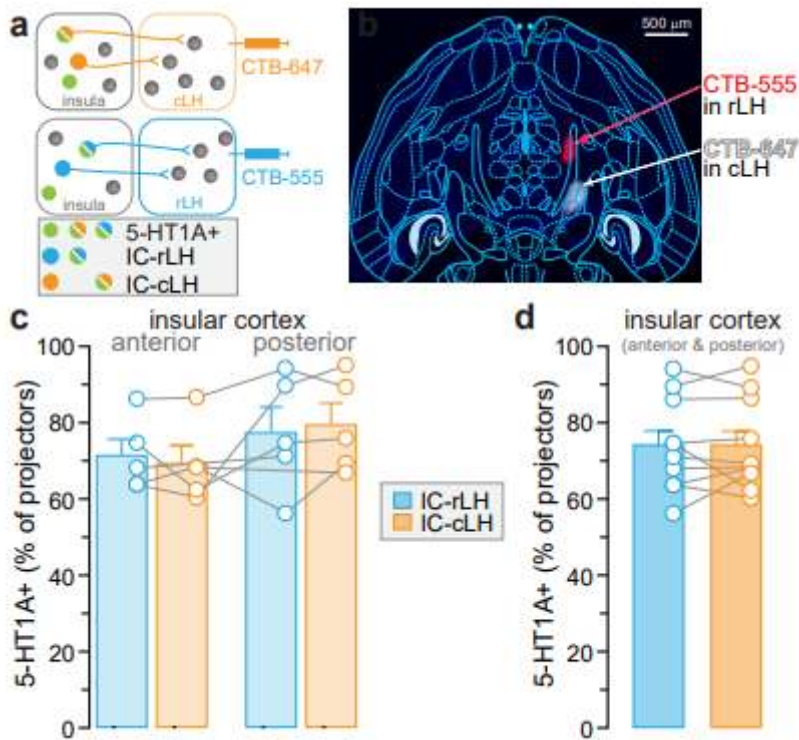 a
CTB-647
insula
cLH
CTB-555
insula
rLH
5-HT1A+
IC-rLH
IC-cLH
b
500 μm
CTB-555
in rLH
CTB-647
in cLH
c
insular cortex
anterior
posterior
5-HT1A+ (% of projectors)
100
80
60
40
20
0
IC-rLH
IC-cLH
d
insular cortex
(anterior & posterior)
5-HT1A+ (% of projectors)
100
80
60
40
20
0